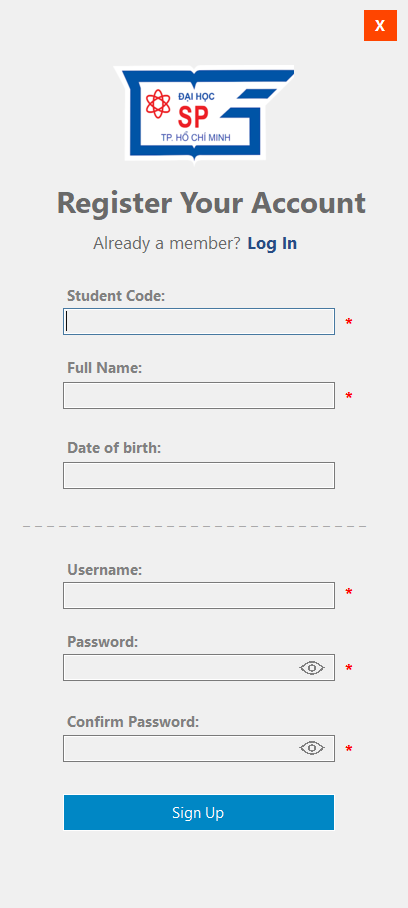 X
ĐẠI HỌC
SP
TP. HỒ CHÍ MINH
Register Your Account
Already a member? Log In
Student Code:
*
Full Name:
*
Date of birth:
Username:
*
Password:
*
Confirm Password:
*
Sign Up